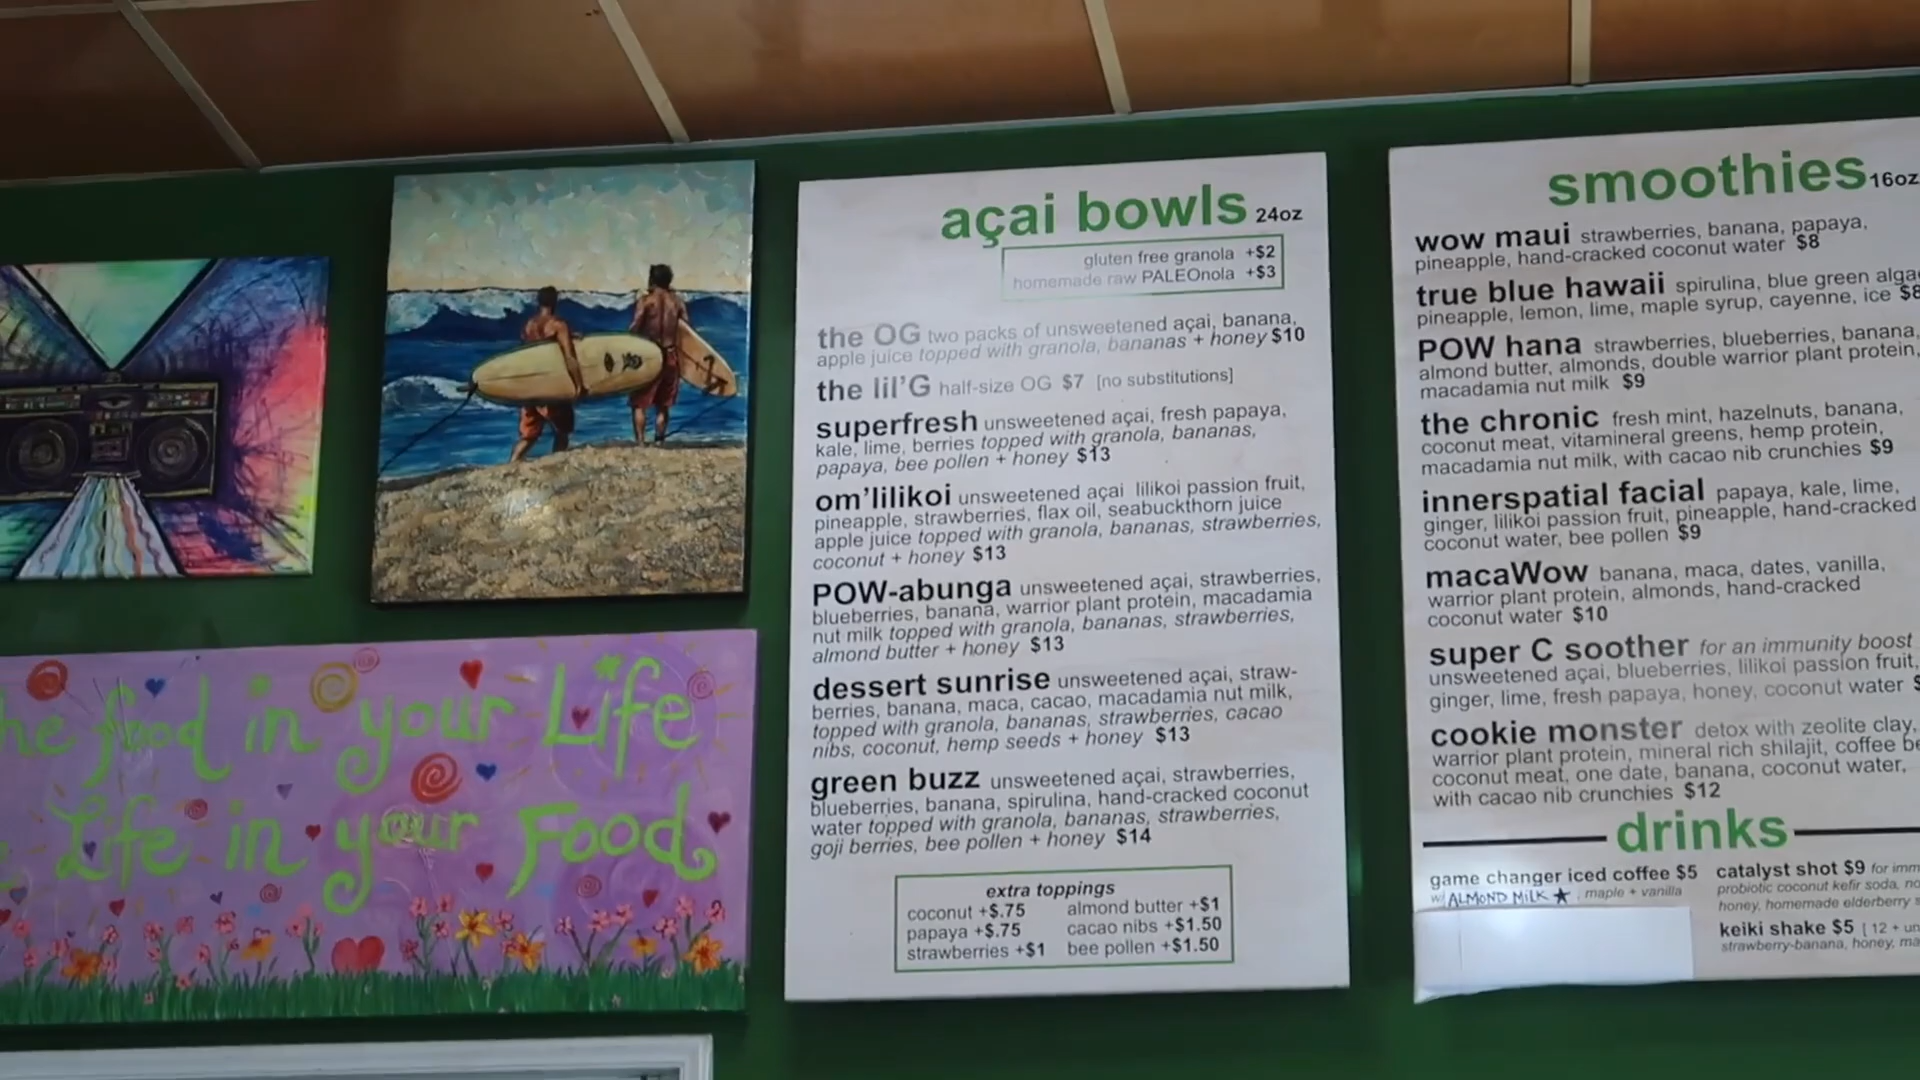 he food in your Life
Life in your Food
açai bowls 24oz
gluten free granola +$2
homemade raw PALEOnola +$3
the OG two packs of unsweetened açai, banana,
apple juice topped with granola, bananas + honey $10
the lil'G half-size OG $7 [no substitutions]
superfresh unsweetened açai, fresh papaya,
kale, lime, berries topped with granola, bananas,
papaya, bee pollen + honey $13
om'lilikoi unsweetened açai lilikoi passion fruit,
pineapple, strawberries, flax oil, seabuckthorn juice
apple juice topped with granola, bananas, strawberries,
coconut + honey $13
POW-abunga unsweetened açai, strawberries,
blueberries, banana, warrior plant protein, macadamia
nut milk topped with granola, bananas, strawberries,
almond butter + honey $13
dessert sunrise unsweetened açai, straw-
berries, banana, maca, cacao, macadamia nut milk,
topped with granola, bananas, strawberries, cacao
nibs, coconut, hemp seeds + honey $13
green buzz unsweetened açai, strawberries,
blueberries, banana, spirulina, hand-cracked coconut
water topped with granola, bananas, strawberries,
goji berries, bee pollen + honey $14
extra toppings
coconut +$.75 almond butter +$1
papaya +$.75 cacao nibs +$1.50
strawberries +$1 bee pollen +$1.50
smoothies 16oz
wow maui strawberries, banana, papaya,
pineapple, hand-cracked coconut water $8
true blue hawaii spirulina, blue green alga
pineapple, lemon, lime, maple syrup, cayenne, ice $8
POW hana strawberries, blueberries, banana,
almond butter, almonds, double warrior plant protein,
macadamia nut milk $9
the chronic fresh mint, hazelnuts, banana,
coconut meat, vitamineral greens, hemp protein,
macadamia nut milk, with cacao nib crunchies $9
innerspatial facial papaya, kale, lime,
ginger, lilikoi passion fruit, pineapple, hand-cracked
coconut water, bee pollen $9
macaWow banana, maca, dates, vanilla,
warrior plant protein, almonds, hand-cracked
coconut water $10
super C soother for an immunity boost
unsweetened açai, blueberries, lilikoi passion fruit,
ginger, lime, fresh papaya, honey, coconut water
cookie monster detox with zeolite clay,
warrior plant protein, mineral rich shilajit, coffee be
coconut meat, one date, banana, coconut water,
with cacao nib crunchies $12
drinks
game changer iced coffee $5
w/ ALMOND MILK ★, maple + vanilla
catalyst shot $9 for imm
probiotic coconut kefir soda, no
honey, homemade elderberry s
keiki shake $5 [ 12 + un
strawberry-banana, honey, ma